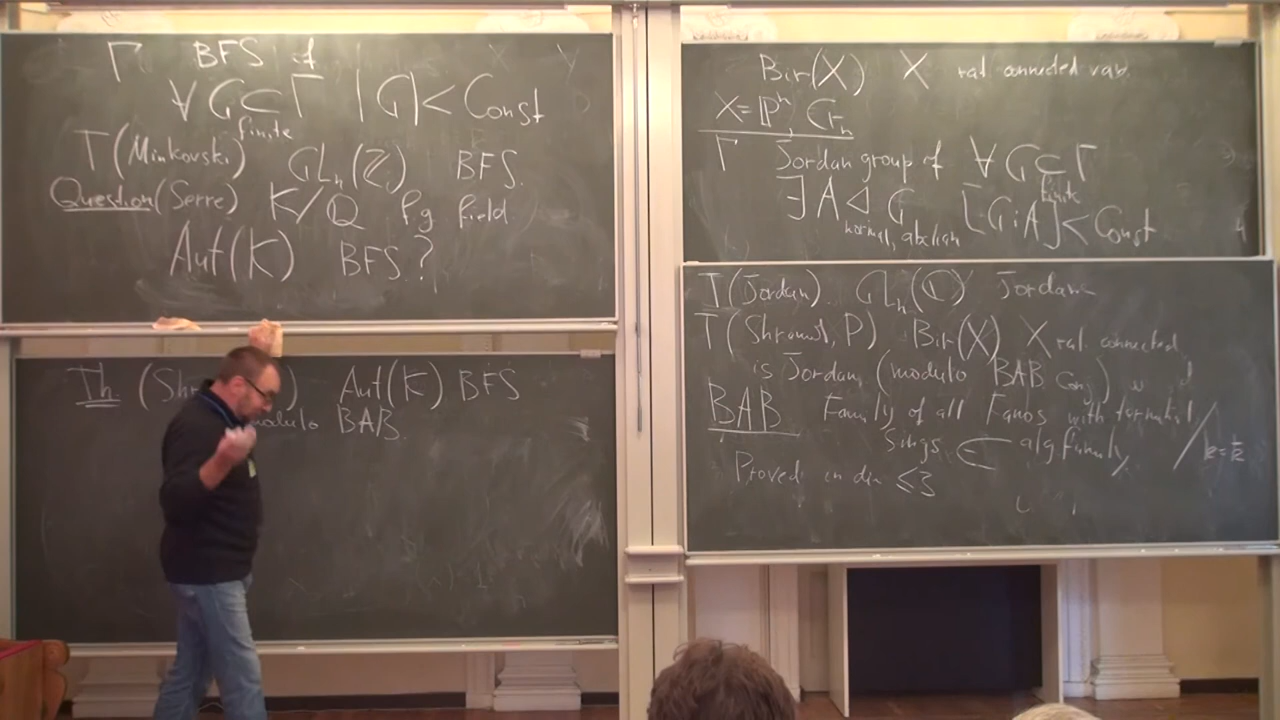 Γ BFS if
∀ G ⊂ Γ |G| < Const
finite
T (Minkovski) GLₙ(ℤ) BFS.
Question (Serre) K/ℚ f.g. field
Aut(K) BFS?
Th (Shr ) Aut(K) BFS
modulo BAB.
Bir(X) X rat connected var.
X = ℙⁿ, Crₙ
Γ Jordan group if ∀ G ⊂ Γ
finite
∃ A ◁ G [G:A] < Const
normal, abelian
T (Jordan). GLₙ(ℂ) Jordan
T (Shramov, P) Bir(X) X rat. connected
is Jordan (modulo BAB Conj)
BAB Family of all Fanos with terminal
Sings ∈ alg family / k=k̄
Proved in dim ≤3